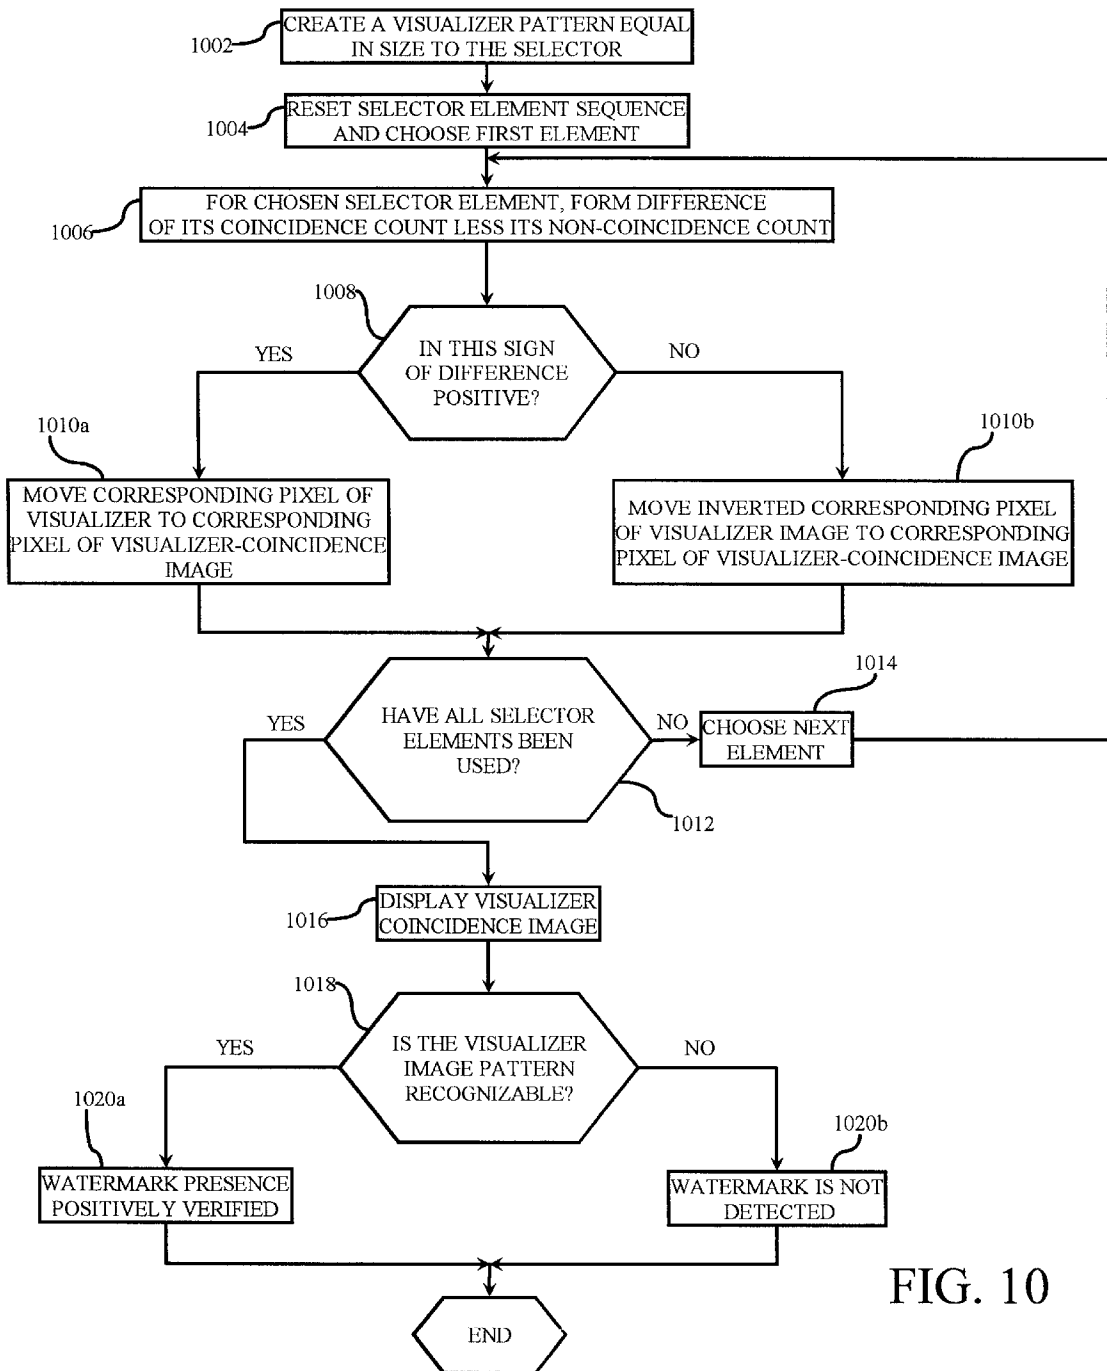 CREATE A VISUALIZER PATTERN EQUAL
IN SIZE TO THE SELECTOR
1002
RESET SELECTOR ELEMENT SEQUENCE
AND CHOOSE FIRST ELEMENT
1004
FOR CHOSEN SELECTOR ELEMENT, FORM DIFFERENCE
OF ITS COINCIDENCE COUNT LESS ITS NON-COINCIDENCE COUNT
1006
1008
IN THIS SIGN
OF DIFFERENCE
POSITIVE?
YES
NO
1010a
1010b
MOVE CORRESPONDING PIXEL OF
VISUALIZER TO CORRESPONDING
PIXEL OF VISUALIZER-COINCIDENCE
IMAGE
MOVE INVERTED CORRESPONDING PIXEL
OF VISUALIZER IMAGE TO CORRESPONDING
PIXEL OF VISUALIZER-COINCIDENCE IMAGE
HAVE ALL SELECTOR
ELEMENTS BEEN
USED?
YES
NO
1014
CHOOSE NEXT
ELEMENT
1012
DISPLAY VISUALIZER
COINCIDENCE IMAGE
1016
1018
IS THE VISUALIZER
IMAGE PATTERN
RECOGNIZABLE?
YES
NO
1020a
1020b
WATERMARK PRESENCE
POSITIVELY VERIFIED
WATERMARK IS NOT
DETECTED
FIG. 10
END